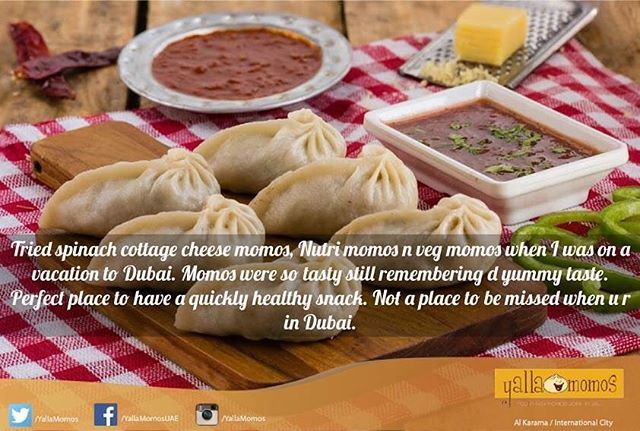 Tried spinach cottage cheese momos, Nutri momos n veg momos when I was on a
vacation to Dubai. Momos were so tasty still remembering d yummy taste.
Perfect place to have a quickly healthy snack. Not a place to be missed when u r
in Dubai.
yalla momos
/YallaMomos
/YallaMomosUAE
/YallaMomos
Al Karama / International City